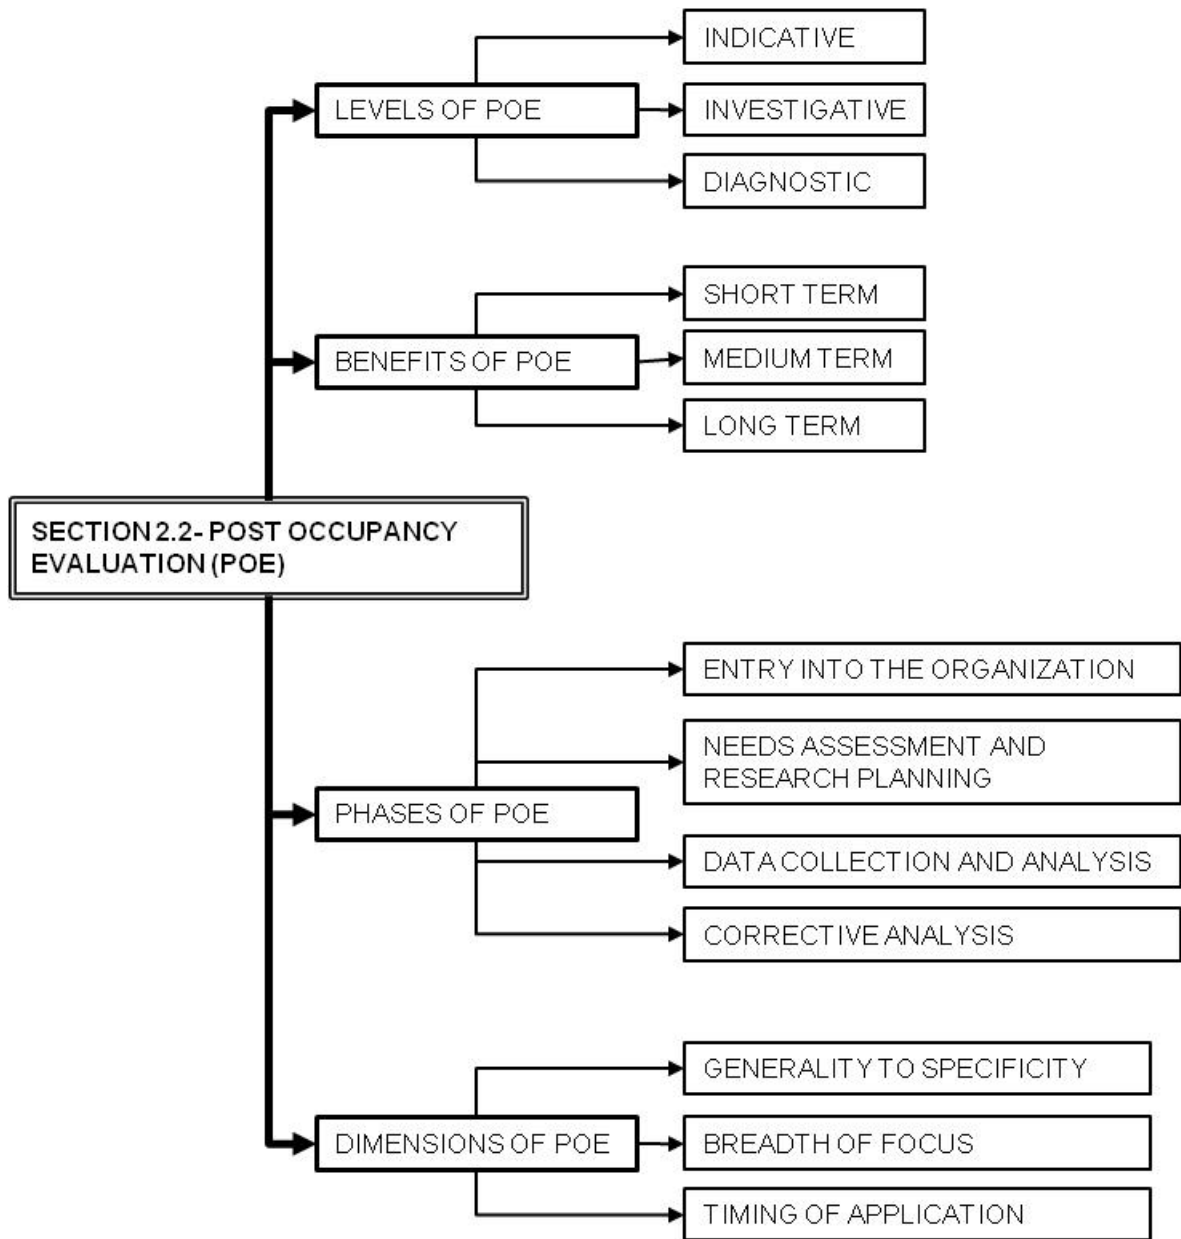 LEVELS OF POE
INDICATIVE
INVESTIGATIVE
DIAGNOSTIC
BENEFITS OF POE
SHORT TERM
MEDIUM TERM
LONG TERM
SECTION 2.2- POST OCCUPANCY
EVALUATION (POE)
PHASES OF POE
ENTRY INTO THE ORGANIZATION
NEEDS ASSESSMENT AND
RESEARCH PLANNING
DATA COLLECTION AND ANALYSIS
CORRECTIVE ANALYSIS
DIMENSIONS OF POE
GENERALITY TO SPECIFICITY
BREADTH OF FOCUS
TIMING OF APPLICATION